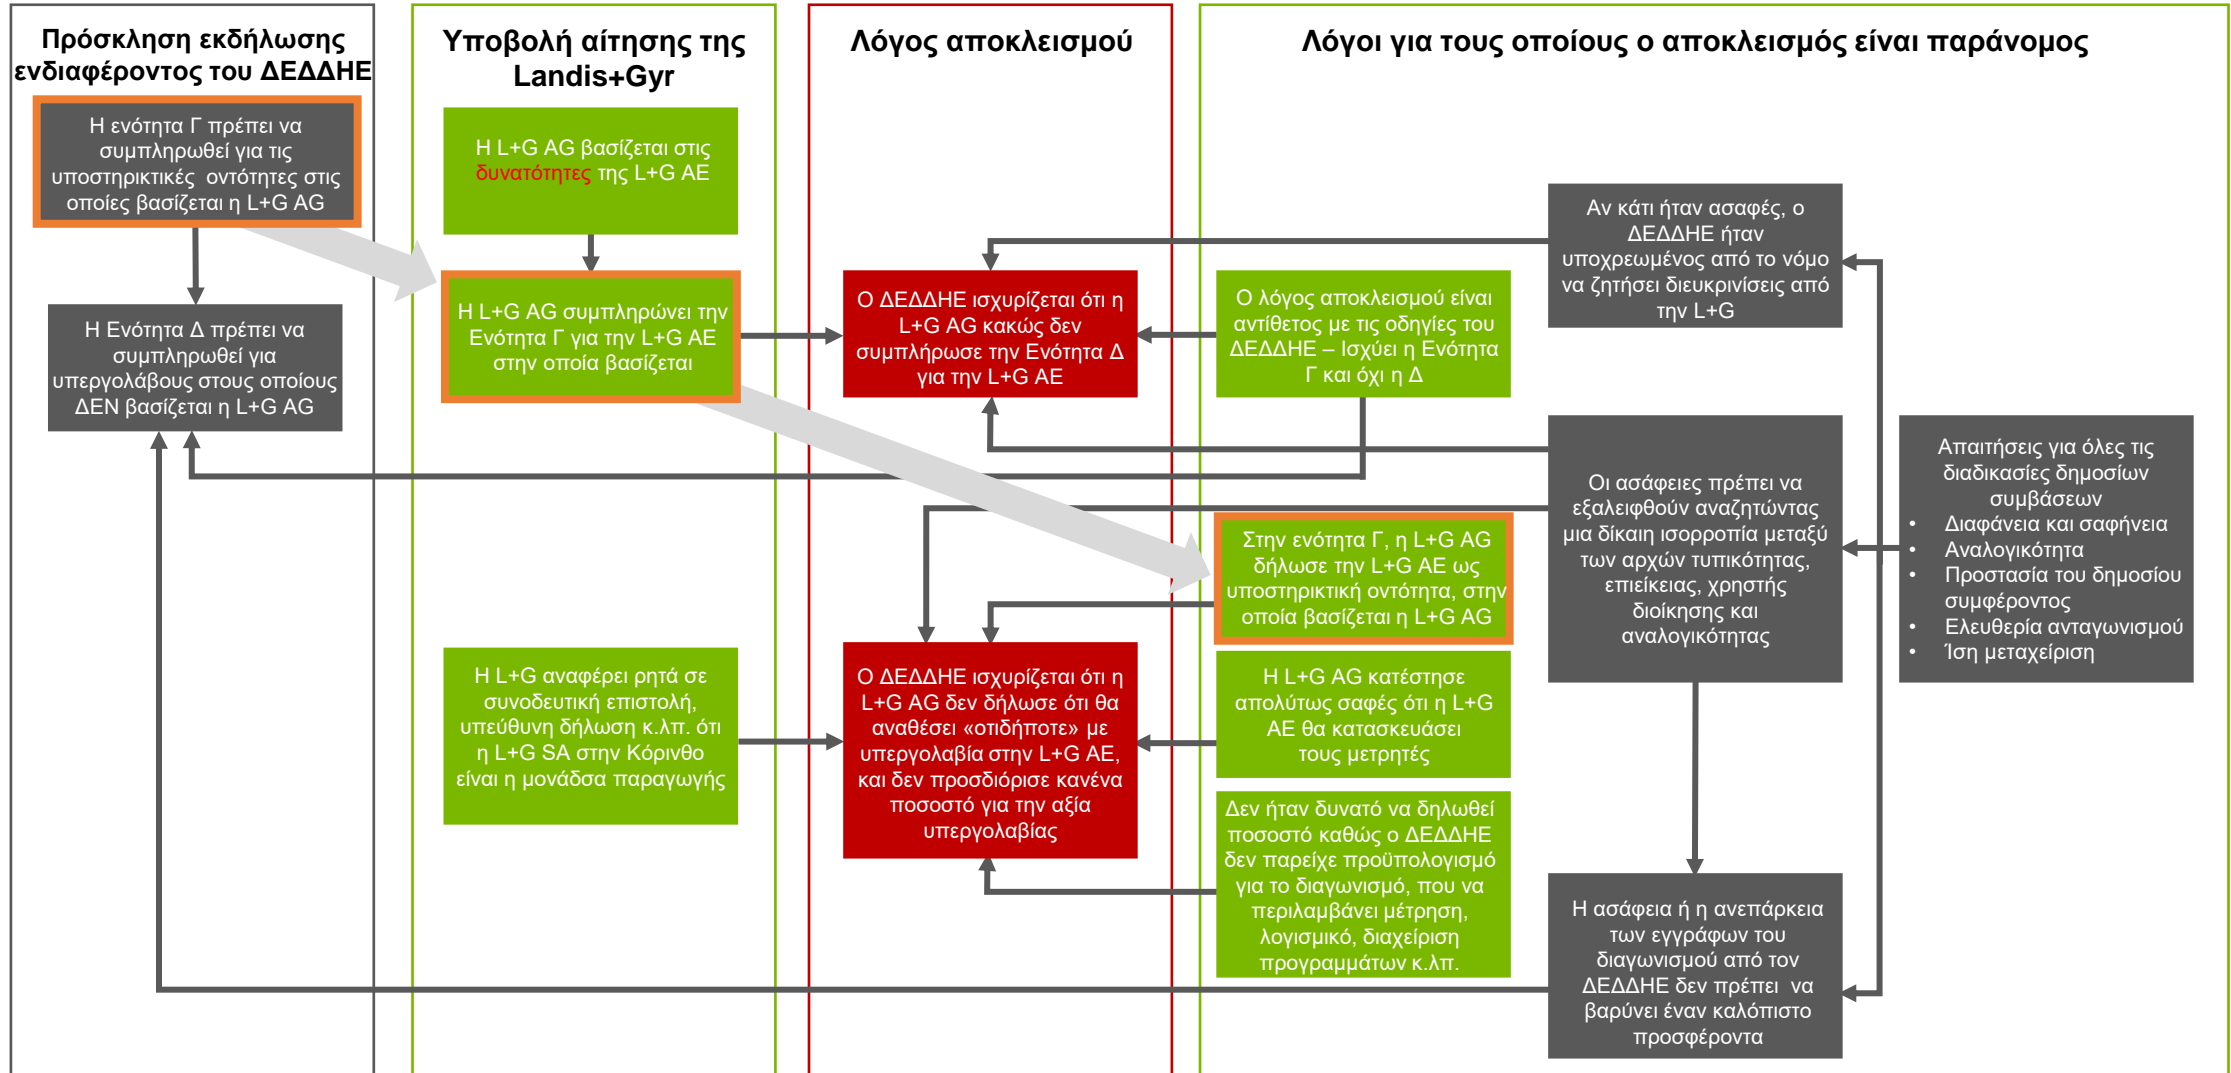 Πρόσκληση εκδήλωσης
ενδιαφέροντος του ΔΕΔΔΗΕ
Η ενότητα Γ πρέπει να
συμπληρωθεί για τις
υποστηρικτικές οντότητες στις
οποίες βασίζεται η L+G AG
Η Ενότητα Δ πρέπει να
συμπληρωθεί για
υπεργολάβους στους οποίους
ΔΕΝ βασίζεται η L+G AG
Υποβολή αίτησης της
Landis+Gyr
Η L+G AG βασίζεται στις
δυνατότητες της L+G AE
Η L+G AG συμπληρώνει την
Ενότητα Γ για την L+G AE
στην οποία βασίζεται
Η L+G αναφέρει ρητά σε
συνοδευτική επιστολή,
υπεύθυνη δήλωση κ.λπ. ότι
η L+G SA στην Κόρινθο
είναι η μονάδσα παραγωγής
Λόγος αποκλεισμού
Ο ΔΕΔΔΗΕ ισχυρίζεται ότι η
L+G AG κακώς δεν
συμπλήρωσε την Ενότητα Δ
για την L+G AE
Ο ΔΕΔΔΗΕ ισχυρίζεται ότι η
L+G AG δεν δήλωσε ότι θα
αναθέσει «οτιδήποτε» με
υπεργολαβία στην L+G AE,
και δεν προσδιόρισε κανένα
ποσοστό για την αξία
υπεργολαβίας
Λόγοι για τους οποίους ο αποκλεισμός είναι παράνομος
Ο λόγος αποκλεισμού είναι
αντίθετος με τις οδηγίες του
ΔΕΔΔΗΕ – Ισχύει η Ενότητα
Γ και όχι η Δ
Στην ενότητα Γ, η L+G AG
δήλωσε την L+G AE ως
υποστηρικτική οντότητα, στην
οποία βασίζεται η L+G AG
Η L+G AG κατέστησε
απολύτως σαφές ότι η L+G
AE θα κατασκευάσει
τους μετρητές
Δεν ήταν δυνατό να δηλωθεί
ποσοστό καθώς ο ΔΕΔΔΗΕ
δεν παρείχε προϋπολογισμό
για το διαγωνισμό, που να
περιλαμβάνει μέτρηση,
λογισμικό, διαχείριση
προγραμμάτων κ.λπ.
Αν κάτι ήταν ασαφές, ο
ΔΕΔΔΗΕ ήταν
υποχρεωμένος από το νόμο
να ζητήσει διευκρινίσεις από
την L+G
Οι ασάφειες πρέπει να
εξαλειφθούν αναζητώντας
μια δίκαιη ισορροπία μεταξύ
των αρχών τυπικότητας,
επιείκειας, χρηστής
διοίκησης και
αναλογικότητας
Η ασάφεια ή η ανεπάρκεια
των εγγράφων του
διαγωνισμού από τον
ΔΕΔΔΗΕ δεν πρέπει να
βαρύνει έναν καλόπιστο
προσφέροντα
Απαιτήσεις για όλες τις
διαδικασίες δημοσίων
συμβάσεων
• Διαφάνεια και σαφήνεια
• Αναλογικότητα
• Προστασία του δημοσίου
συμφέροντος
• Ελευθερία ανταγωνισμού
• Ίση μεταχείριση